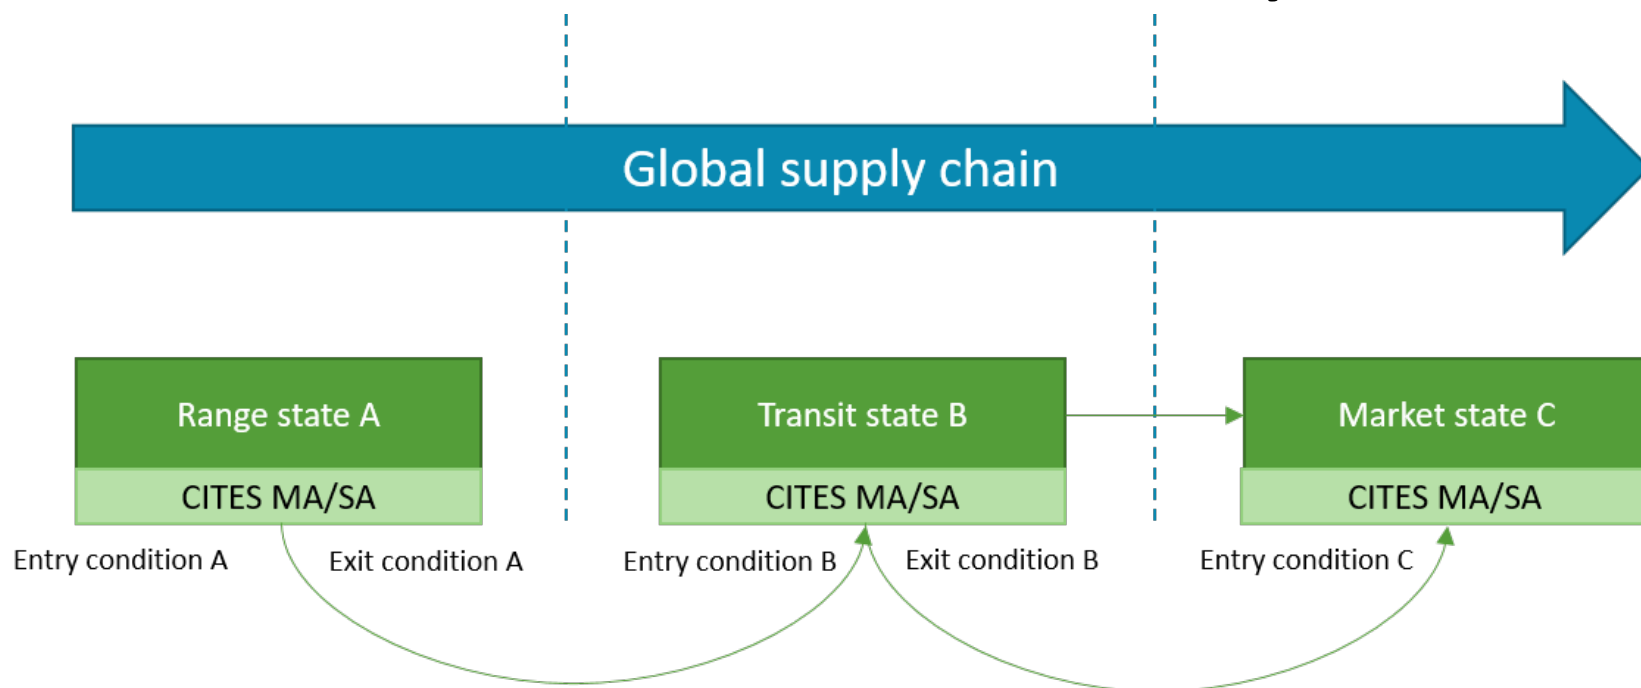 Global supply chain
Range state A
Transit state B
Market state C
CITES MA/SA
CITES MA/SA
CITES MA/SA
Entry condition A
Exit condition A
Entry condition B
Exit condition B
Entry condition C